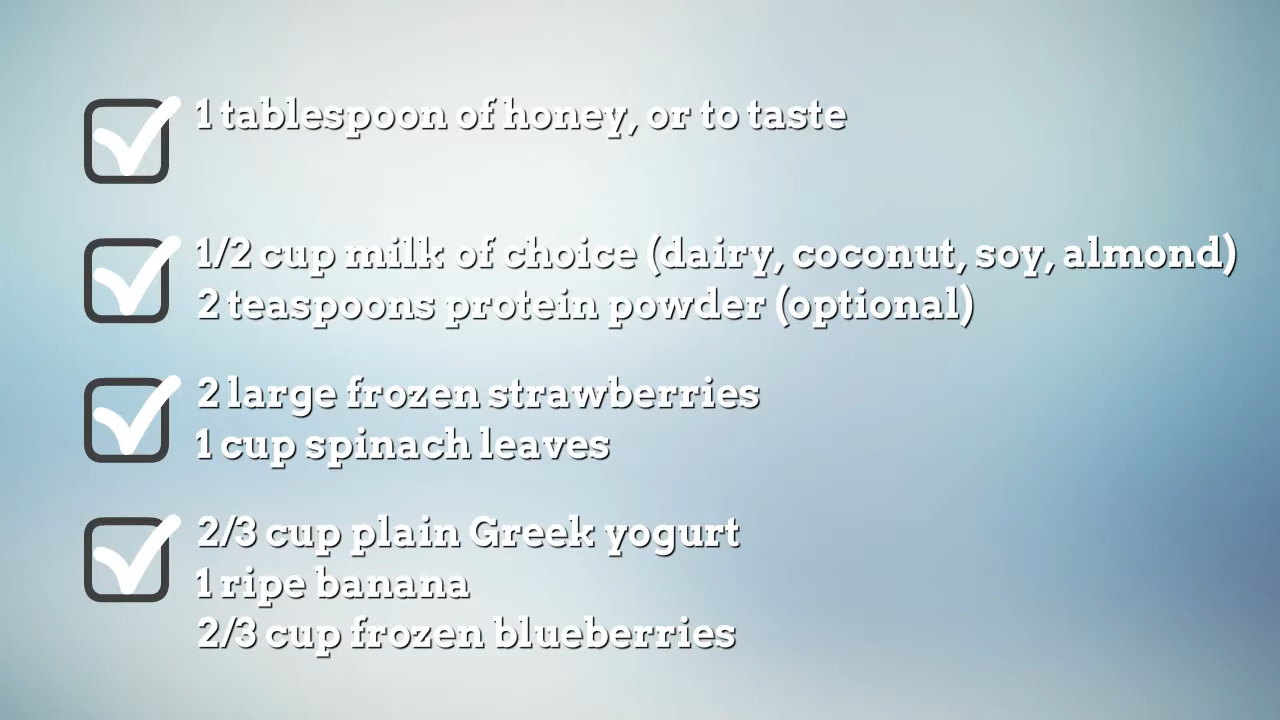 1 tablespoon of honey, or to taste
1/2 cup milk of choice (dairy, coconut, soy, almond)
2 teaspoons protein powder (optional)
2 large frozen strawberries
1 cup spinach leaves
2/3 cup plain Greek yogurt
1 ripe banana
2/3 cup frozen blueberries